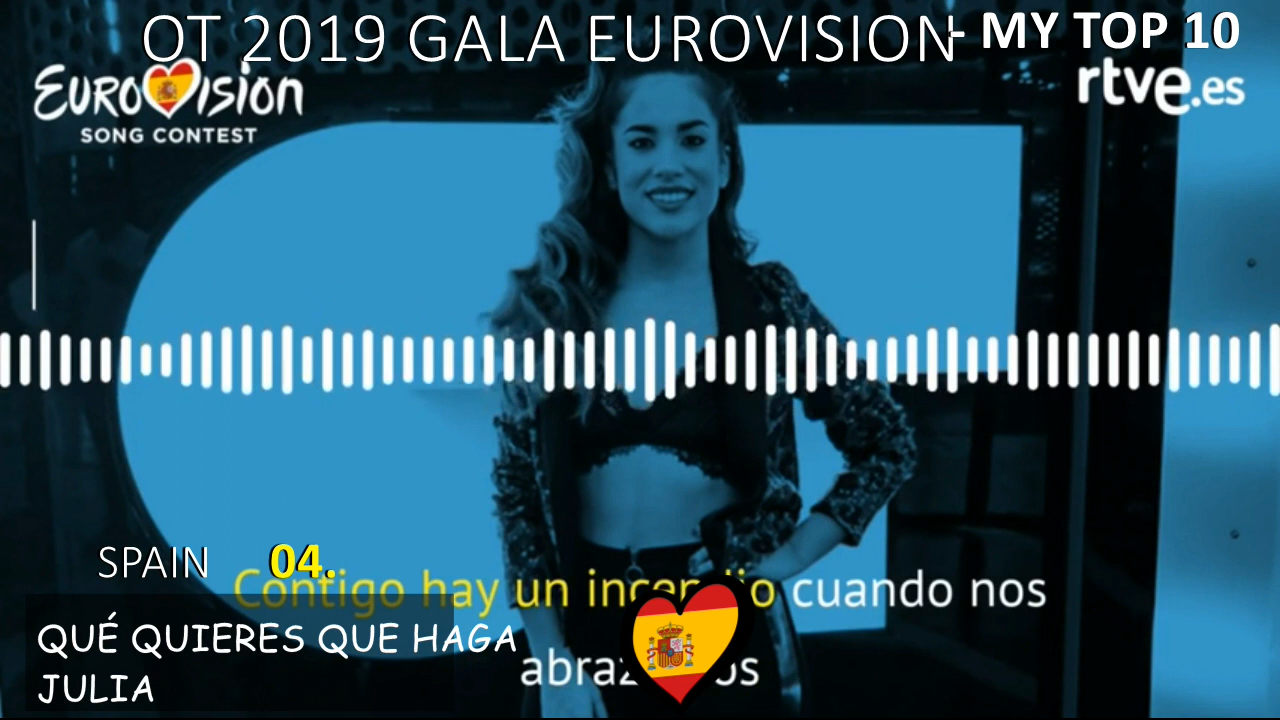 OT 2019 GALA EUROVISION - MY TOP 10
EUROVISION
SONG CONTEST
rtve.es
SPAIN 04.
Contigo hay un incendio cuando nos
QUÉ QUIERES QUE HAGA
JULIA